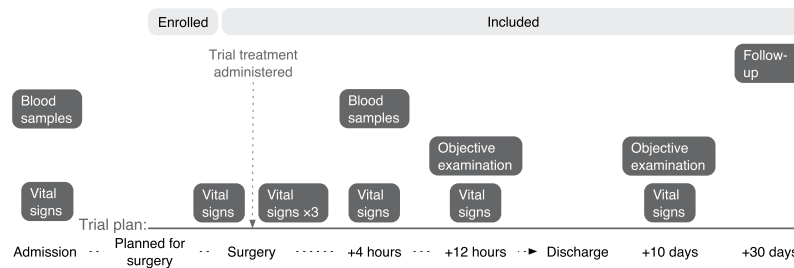 Enrolled
Included
Trial treatment
administered
Follow-
up
Blood
samples
Blood
samples
Objective
examination
Objective
examination
Vital
signs
Vital
signs
Vital
signs ×3
Vital
signs
Vital
signs
Vital
signs
Trial plan:
Admission
Planned for
surgery
Surgery
+4 hours
+12 hours
Discharge
+10 days
+30 days